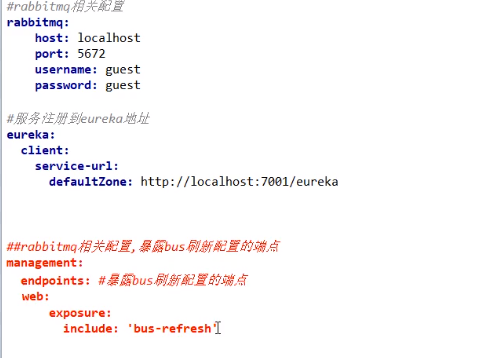 #rabbitmq相关配置
rabbitmq:
    host: localhost
    port: 5672
    username: guest
    password: guest
#服务注册到eureka地址
eureka:
  client:
    service-url:
      defaultZone: http://localhost:7001/eureka
##rabbitmq相关配置,暴露bus刷新配置的端点
management:
  endpoints: #暴露bus刷新配置的端点
  web:
      exposure:
        include: 'bus-refresh'